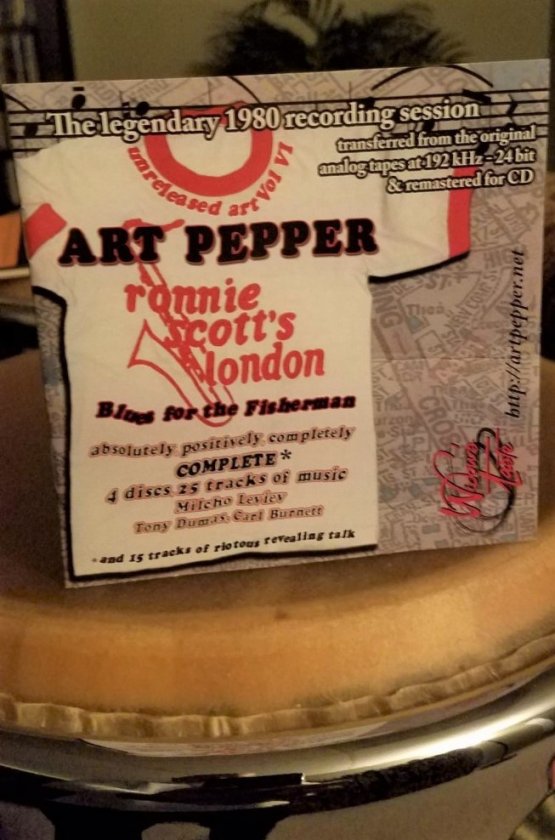 The legendary 1980 recording session
transferred from the original
analog tapes at 192 kHz - 24 bit
& remastered for CD
unreleased art Vol VI
ART PEPPER
ronnie
scott's
london
Blues for the Fisherman
absolutely positively completely
COMPLETE*
4 discs 25 tracks of music
Milcho Leviev
Tony Dumas, Carl Burnett
*and 15 tracks of riotous revealing talk
http://artpepper.net
Widow's
Taste